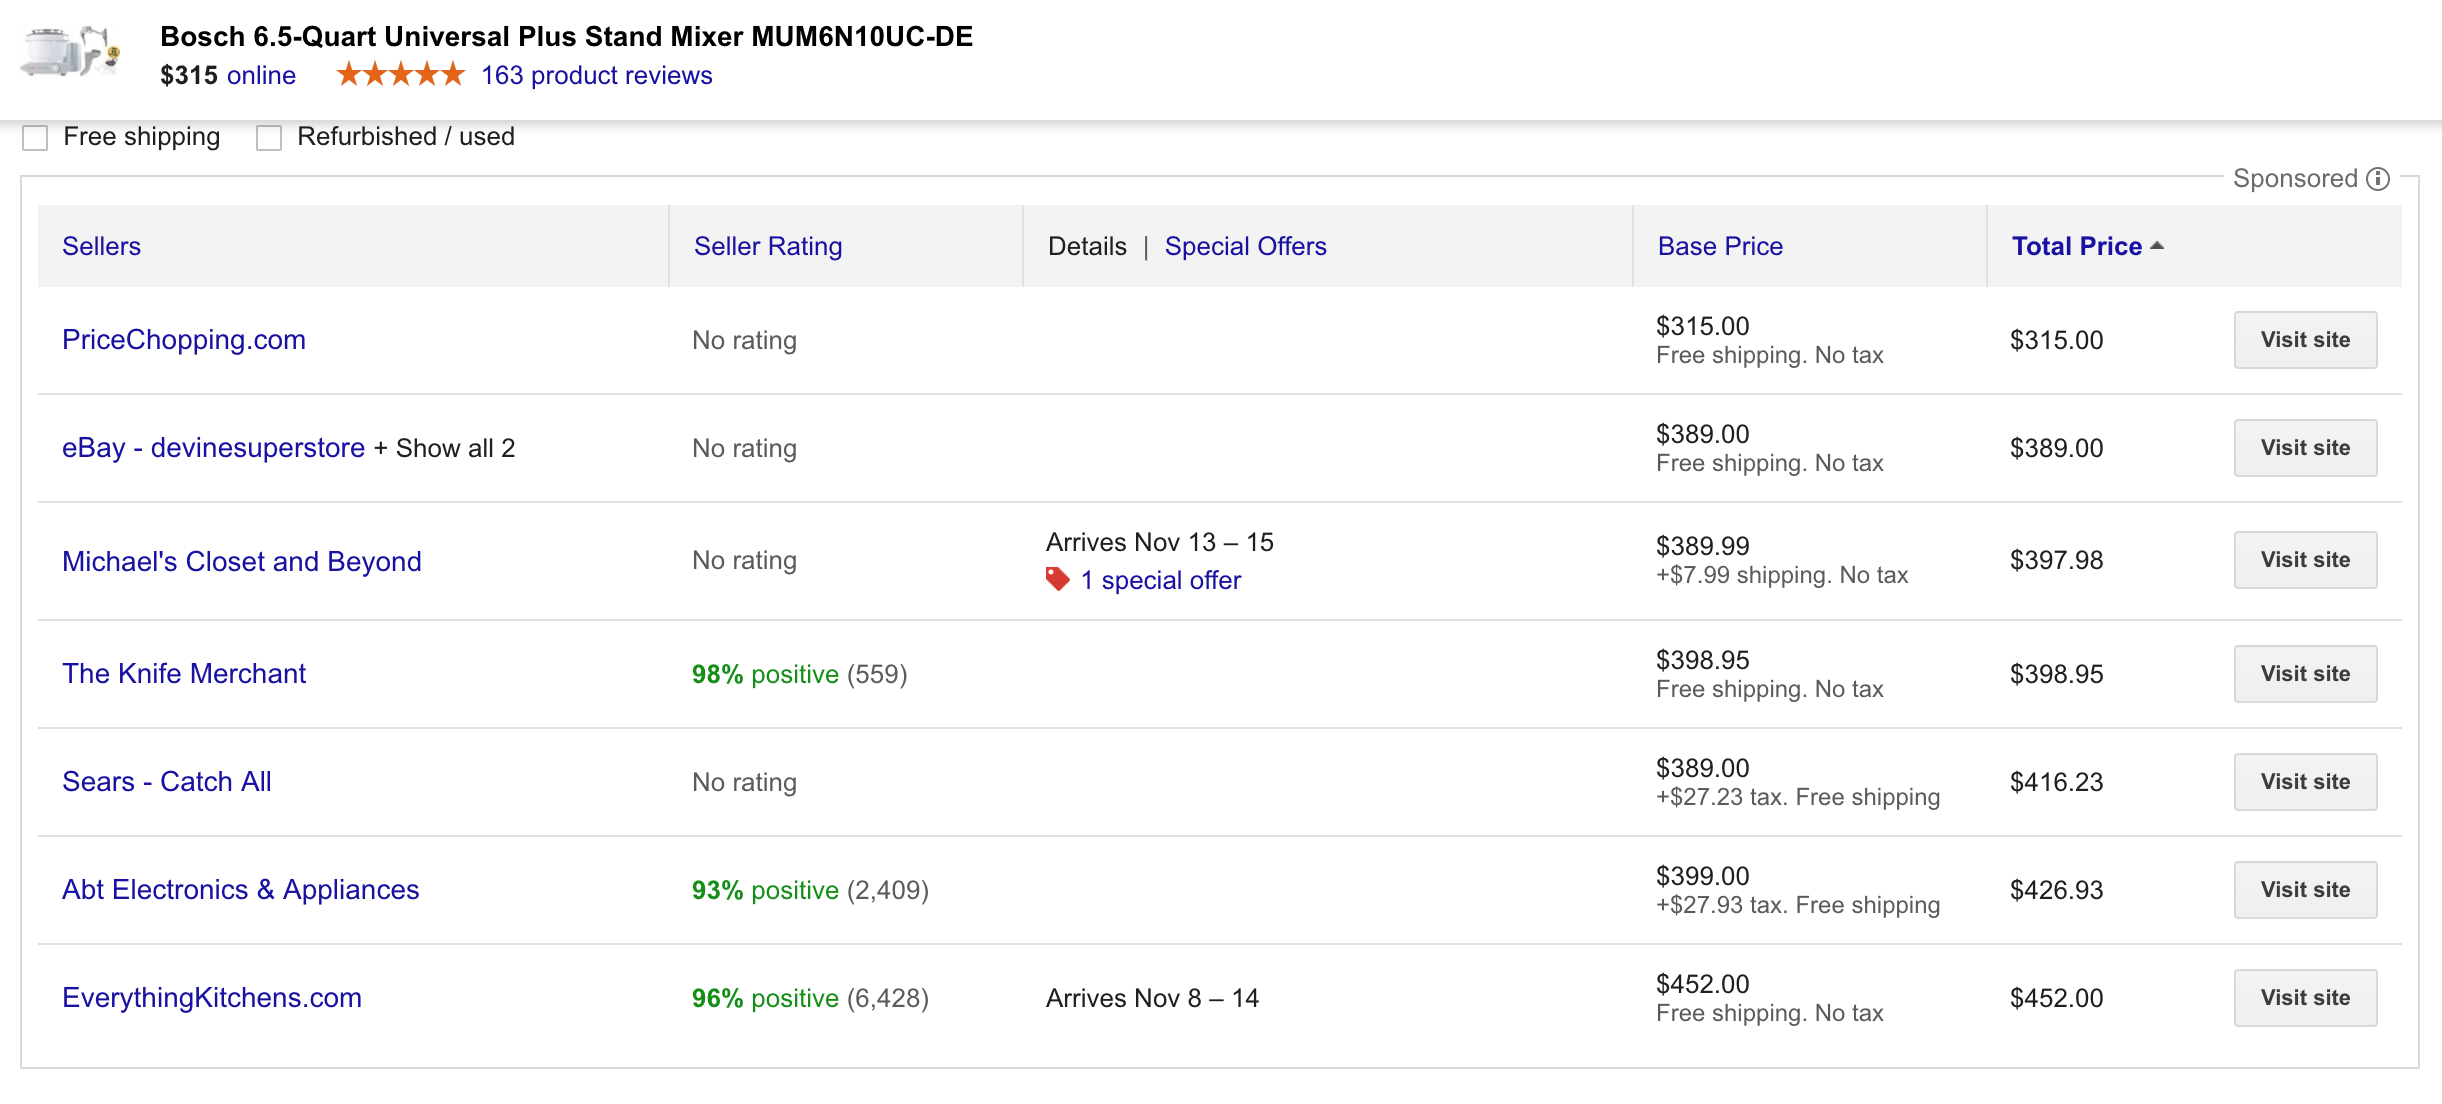 Bosch 6.5-Quart Universal Plus Stand Mixer MUM6N10UC-DE
$315 online 163 product reviews
Free shipping Refurbished / used
Sponsored
Sellers Seller Rating Details | Special Offers Base Price Total Price
PriceChopping.com No rating $315.00 Free shipping. No tax $315.00 Visit site
eBay - devinesuperstore + Show all 2 No rating $389.00 Free shipping. No tax $389.00 Visit site
Michael's Closet and Beyond No rating Arrives Nov 13 – 15 1 special offer $389.99 +$7.99 shipping. No tax $397.98 Visit site
The Knife Merchant 98% positive (559) $398.95 Free shipping. No tax $398.95 Visit site
Sears - Catch All No rating $389.00 +$27.23 tax. Free shipping $416.23 Visit site
Abt Electronics & Appliances 93% positive (2,409) $399.00 +$27.93 tax. Free shipping $426.93 Visit site
EverythingKitchens.com 96% positive (6,428) Arrives Nov 8 – 14 $452.00 Free shipping. No tax $452.00 Visit site